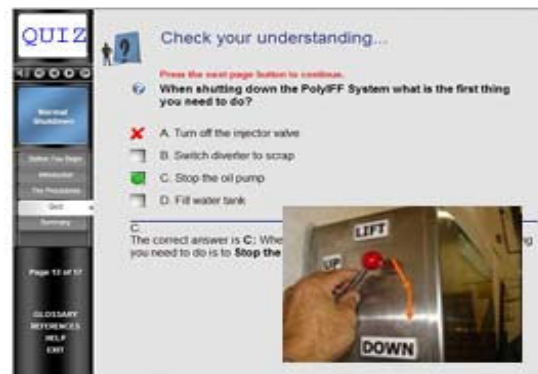 QUIZ
Check your understanding...
Press the next page button to continue.
When shutting down the PolyIFF System what is the first thing
you need to do?
A. Turn off the injector valve
B. Switch diverter to scrap
C. Stop the oil pump
D. Fill water tank
C.
The correct answer is C: Whe
ng
you need to do is to Stop the
LIFT
UP
DOWN
Normal
Shutdown
Before You Begin
Introduction
The Procedures
Quiz
Summary
Page 13 of 17
GLOSSARY
REFERENCES
HELP
EXIT